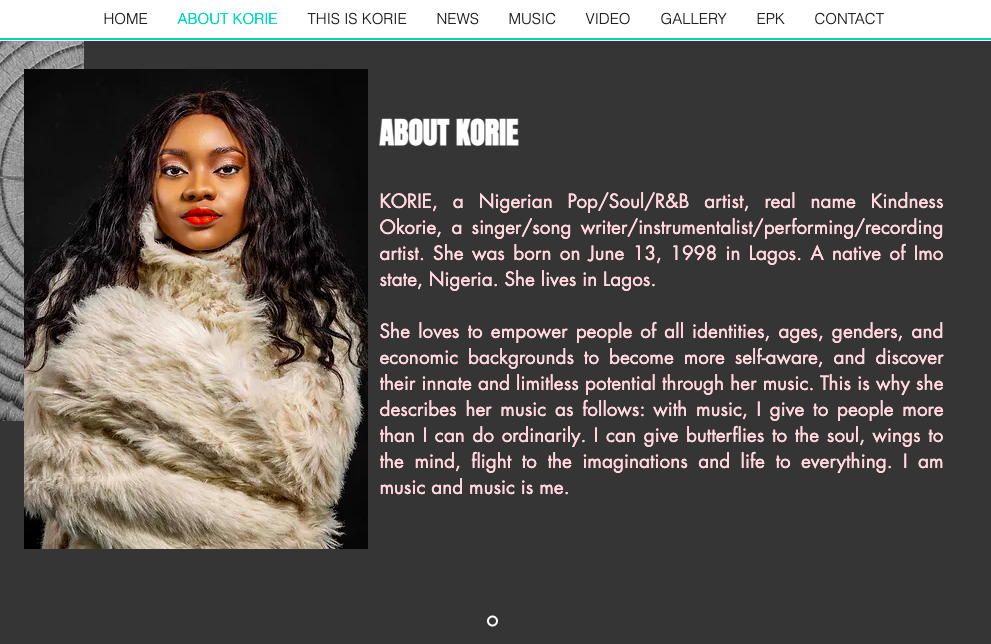 HOME ABOUT KORIE THIS IS KORIE NEWS MUSIC VIDEO GALLERY EPK CONTACT
ABOUT KORIE
KORIE, a Nigerian Pop/Soul/R&B artist, real name Kindness
Okorie, a singer/song writer/instrumentalist/performing/recording
artist. She was born on June 13, 1998 in Lagos. A native of Imo
state, Nigeria. She lives in Lagos.
She loves to empower people of all identities, ages, genders, and
economic backgrounds to become more self-aware, and discover
their innate and limitless potential through her music. This is why she
describes her music as follows: with music, I give to people more
than I can do ordinarily. I can give butterflies to the soul, wings to
the mind, flight to the imaginations and life to everything. I am
music and music is me.